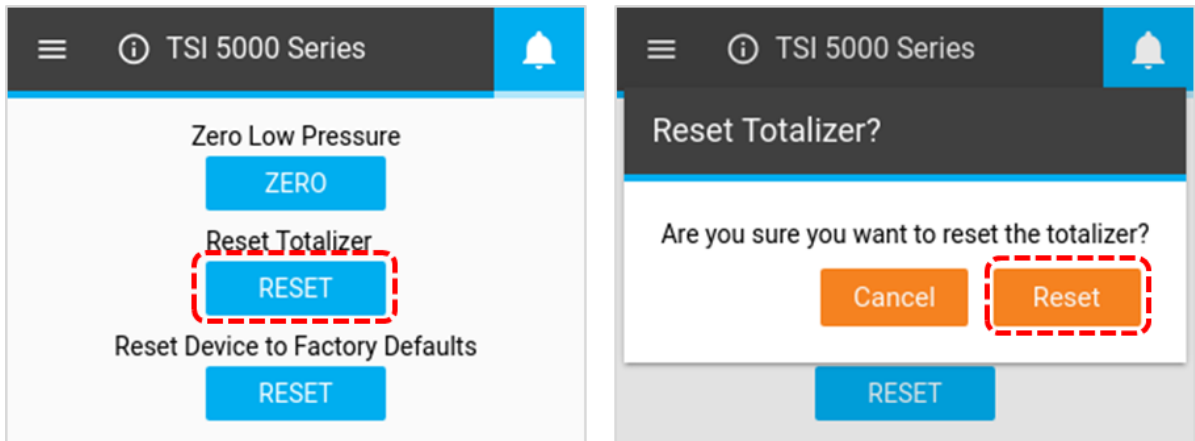 TSI 5000 Series
Zero Low Pressure
ZERO
Reset Totalizer
RESET
Reset Device to Factory Defaults
RESET
TSI 5000 Series
Reset Totalizer?
Are you sure you want to reset the totalizer?
Cancel Reset
RESET